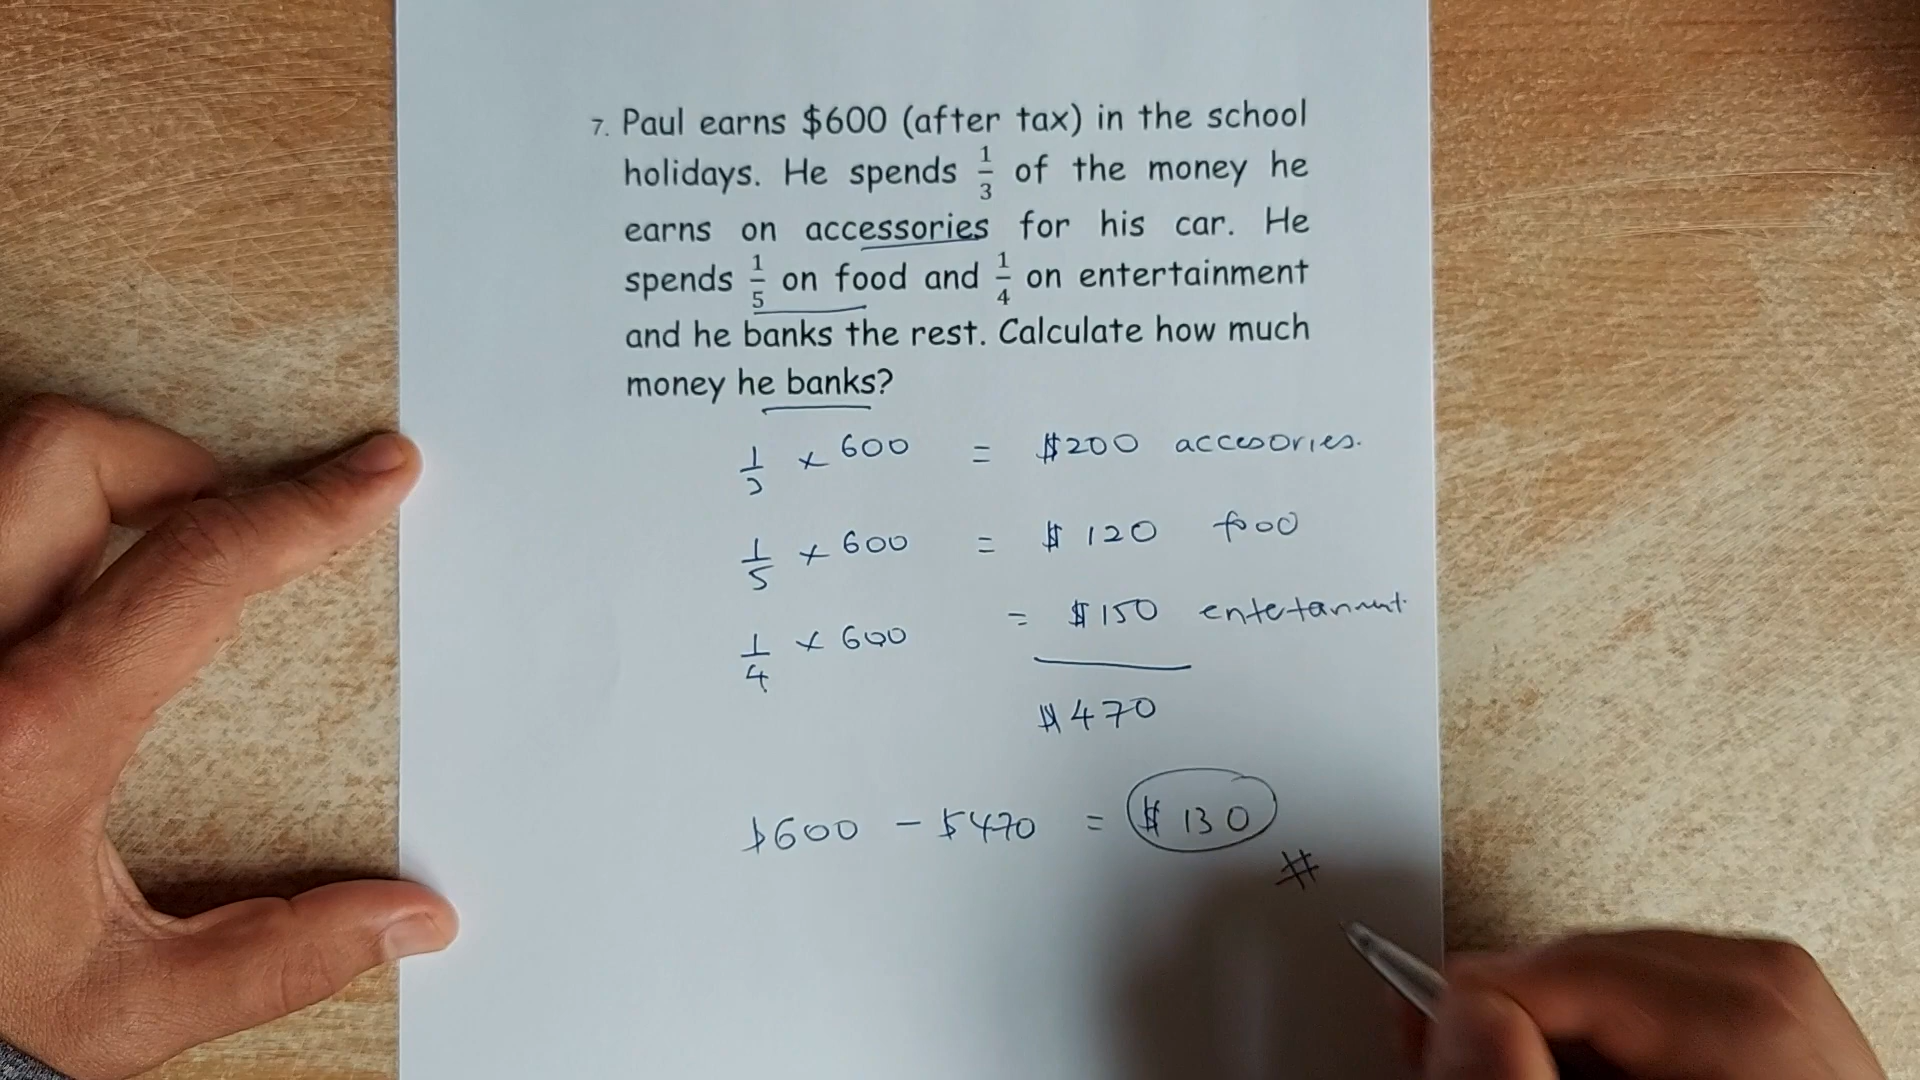 7. Paul earns $600 (after tax) in the school
holidays. He spends 1/3 of the money he
earns on accessories for his car. He
spends 1/5 on food and 1/4 on entertainment
and he banks the rest. Calculate how much
money he banks?
1/3 × 600 = $200 accesories.
1/5 × 600 = $120 food
1/4 × 600 = $150 entertanment.
$470
$600 - $470 = $130
#